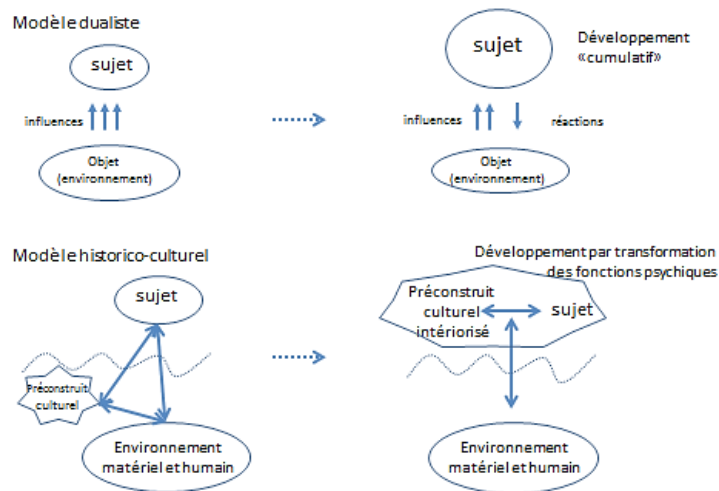 Modèle dualiste
sujet
influences
Objet
(environnement)
sujet
Développement
«cumulatif»
influences
réactions
Objet
(environnement)
Modèle historico-culturel
sujet
Préconstruit
culturel
Environnement
matériel et humain
Développement par transformation
des fonctions psychiques
Préconstruit
culturel
intériorisé
sujet
Environnement
matériel et humain